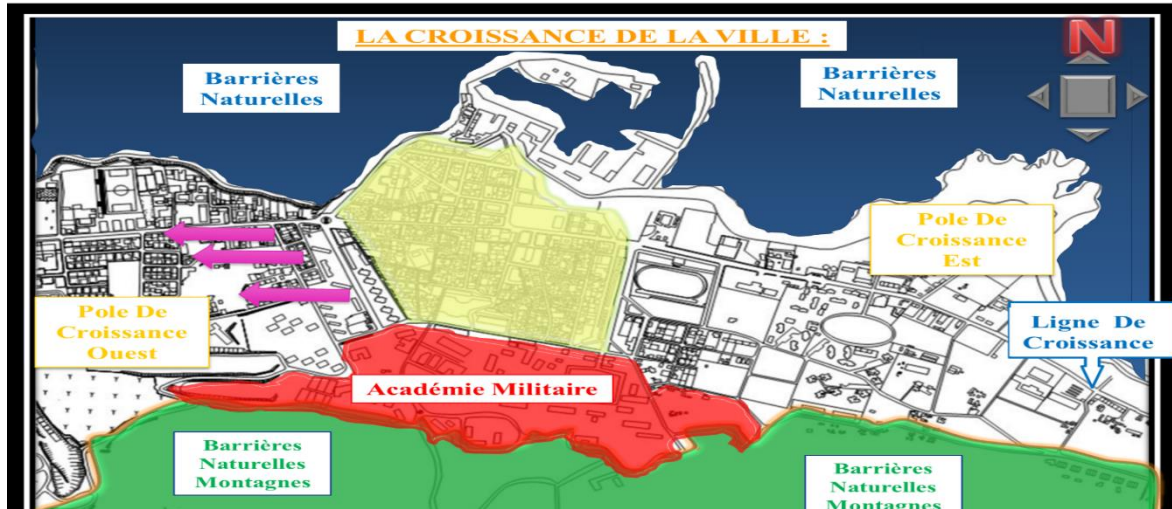 LA CROISSANCE DE LA VILLE :
N
Barrières
Naturelles
Barrières
Naturelles
Pole De
Croissance
Est
Pole De
Croissance
Ouest
Ligne De
Croissance
Académie Militaire
Barrières
Naturelles
Montagnes
Barrières
Naturelles
Montagnes